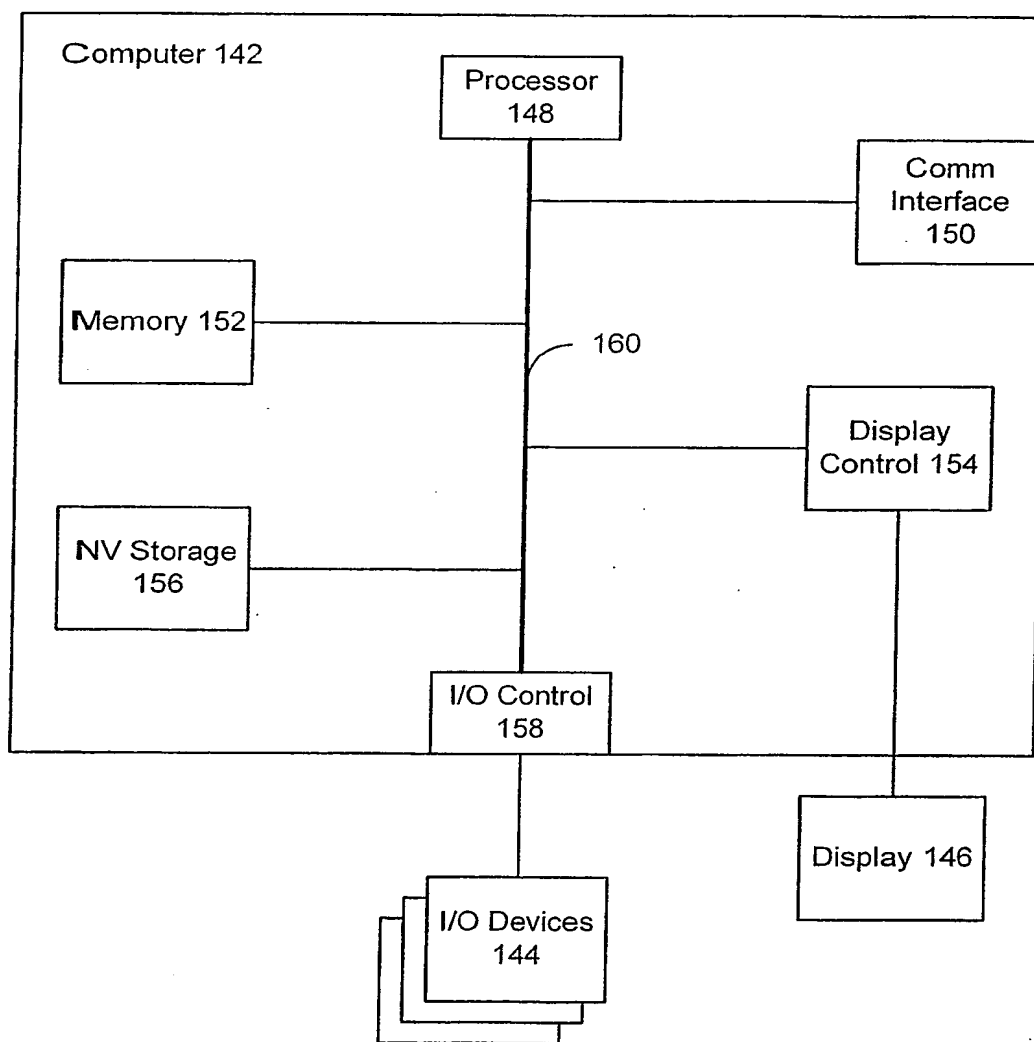 Computer 142
Processor
148
Comm
Interface
150
Memory 152
160
Display
Control 154
NV Storage
156
I/O Control
158
Display 146
I/O Devices
144